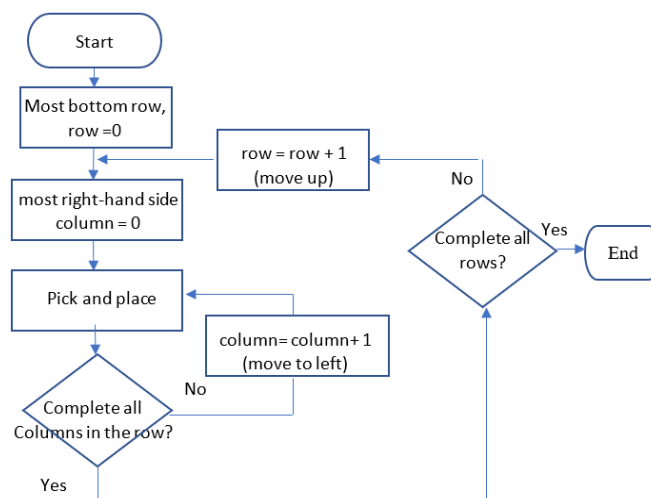 Start
Most bottom row,
row =0
row = row + 1
(move up)
No
most right-hand side
column = 0
Complete all
rows?
Yes
End
Pick and place
column= column+ 1
(move to left)
No
Complete all
Columns in the row?
Yes